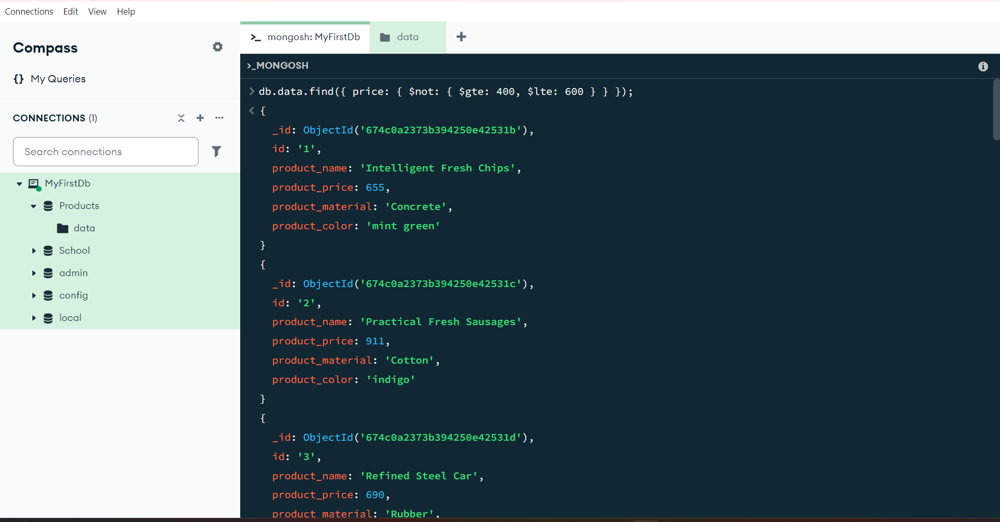 Connections Edit View Help
Compass
{} My Queries
CONNECTIONS (1)
Search connections
MyFirstDb
Products
data
School
admin
config
local
>_ mongosh: MyFirstDb data +
>_MONGOSH
> db.data.find({ price: { $not: { $gte: 400, $lte: 600 } } });
< {
_id: ObjectId('674c0a2373b394250e42531b'),
id: '1',
product_name: 'Intelligent Fresh Chips',
product_price: 655,
product_material: 'Concrete',
product_color: 'mint green'
}
{
_id: ObjectId('674c0a2373b394250e42531c'),
id: '2',
product_name: 'Practical Fresh Sausages',
product_price: 911,
product_material: 'Cotton',
product_color: 'indigo'
}
{
_id: ObjectId('674c0a2373b394250e42531d'),
id: '3',
product_name: 'Refined Steel Car',
product_price: 690,
product_material: 'Rubber',